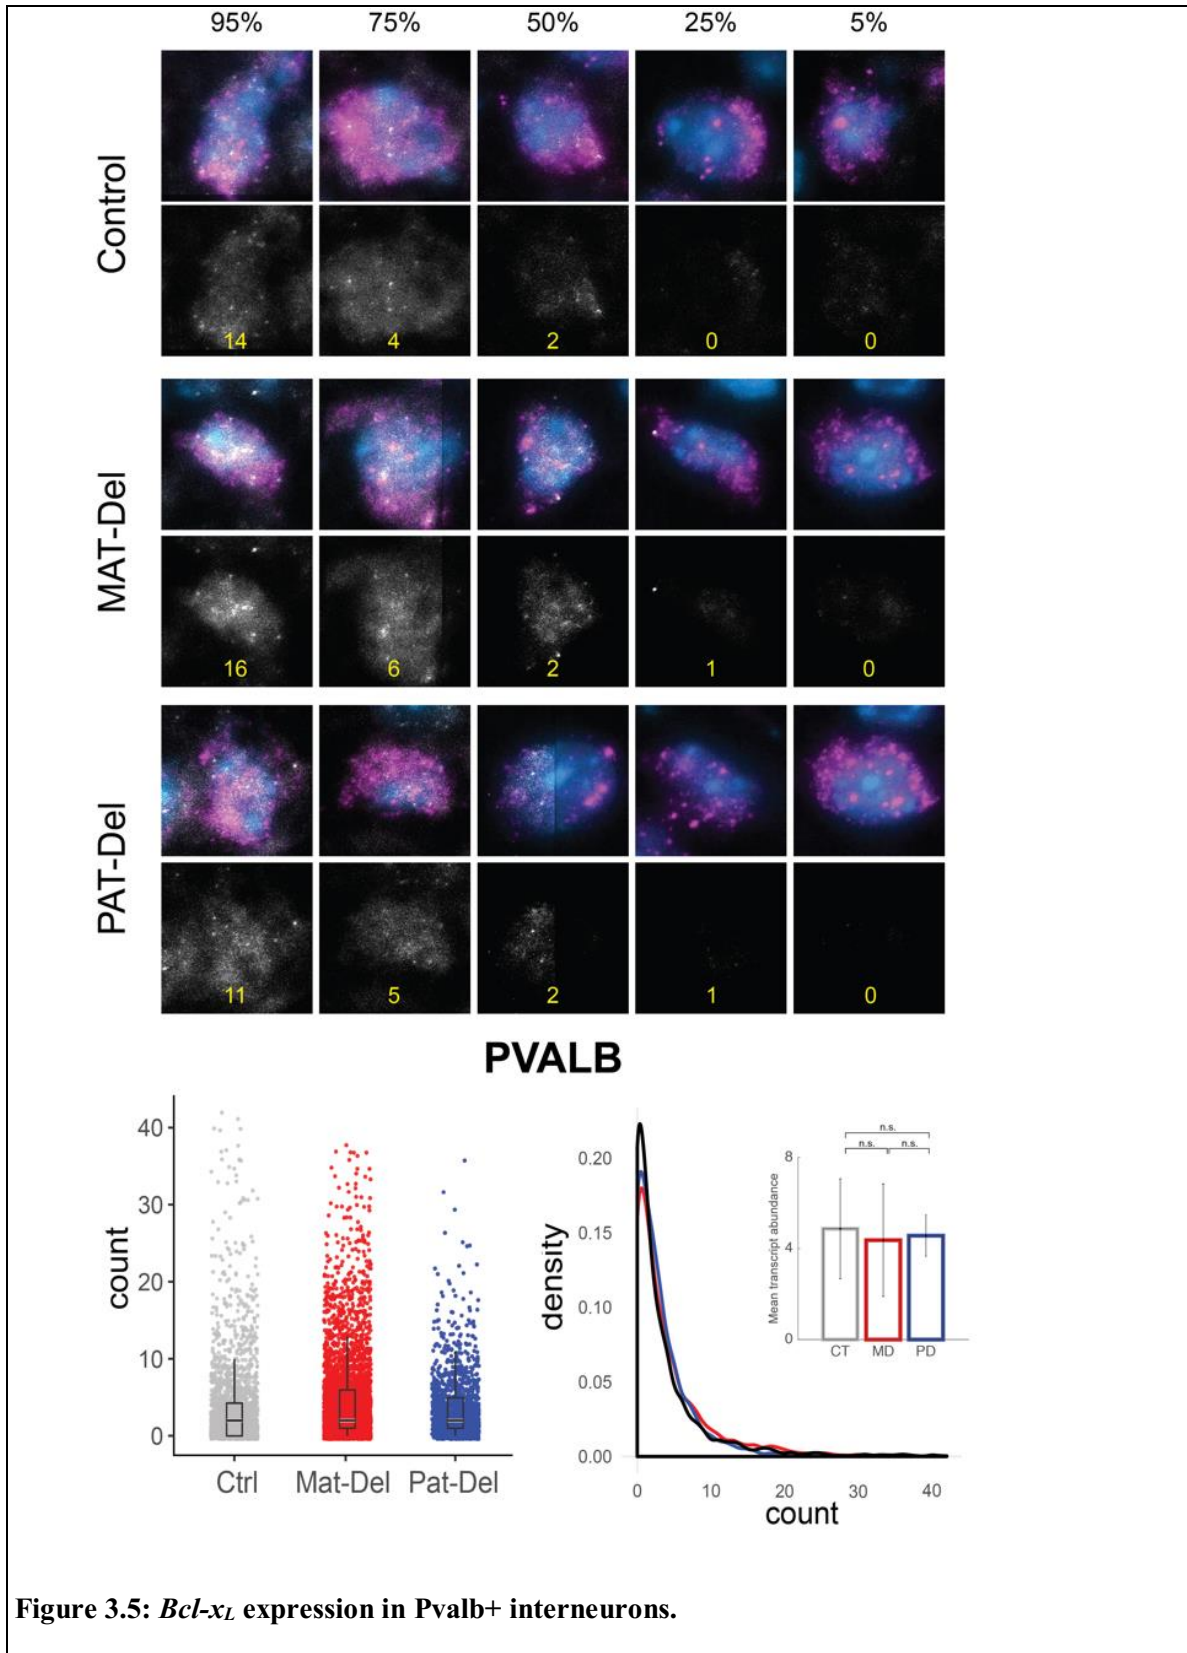 95% 75% 50% 25% 5%
Control
14 4 2 0 0
MAT-Del
16 6 2 1 0
PAT-Del
11 5 2 1 0
PVALB
count
40
30
20
10
0
Ctrl Mat-Del Pat-Del
density
0.20
0.15
0.10
0.05
0.00
0 10 20 30 40
count
n.s.
n.s. n.s.
Mean transcript abundance
8
4
0
CT MD PD
Figure 3.5: Bcl-xL expression in Pvalb+ interneurons.